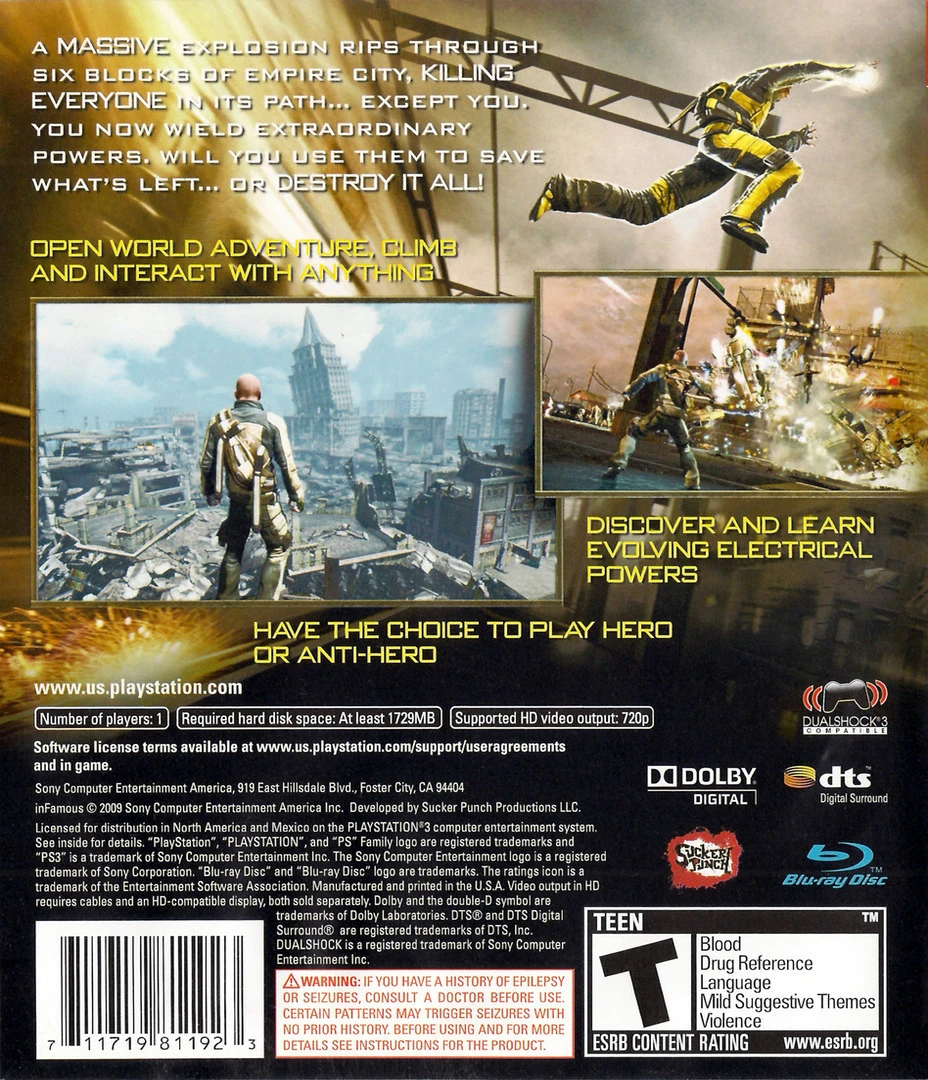 A MASSIVE EXPLOSION RIPS THROUGH
SIX BLOCKS OF EMPIRE CITY, KILLING
EVERYONE IN ITS PATH... EXCEPT YOU.
YOU NOW WIELD EXTRAORDINARY
POWERS. WILL YOU USE THEM TO SAVE
WHAT'S LEFT... OR DESTROY IT ALL!
OPEN WORLD ADVENTURE, CLIMB
AND INTERACT WITH ANYTHING
DISCOVER AND LEARN
EVOLVING ELECTRICAL
POWERS
HAVE THE CHOICE TO PLAY HERO
OR ANTI-HERO
www.us.playstation.com
Number of players: 1
Required hard disk space: At least 1729MB
Supported HD video output: 720p
DUALSHOCK®3
COMPATIBLE
Software license terms available at www.us.playstation.com/support/useragreements
and in game.
Sony Computer Entertainment America, 919 East Hillsdale Blvd., Foster City, CA 94404
inFamous © 2009 Sony Computer Entertainment America Inc. Developed by Sucker Punch Productions LLC.
DOLBY®
DIGITAL
dts™
Digital Surround
Licensed for distribution in North America and Mexico on the PLAYSTATION®3 computer entertainment system.
See inside for details. "PlayStation", "PLAYSTATION", and "PS" Family logo are registered trademarks and
"PS3" is a trademark of Sony Computer Entertainment Inc. The Sony Computer Entertainment logo is a registered
trademark of Sony Corporation. "Blu-ray Disc" and "Blu-ray Disc" logo are trademarks. The ratings icon is a
trademark of the Entertainment Software Association. Manufactured and printed in the U.S.A. Video output in HD
requires cables and an HD-compatible display, both sold separately. Dolby and the double-D symbol are
trademarks of Dolby Laboratories. DTS® and DTS Digital
Surround® are registered trademarks of DTS, Inc.
DUALSHOCK is a registered trademark of Sony Computer
Entertainment Inc.
SUCKER
PUNCH
Blu-ray Disc™
⚠WARNING: IF YOU HAVE A HISTORY OF EPILEPSY
OR SEIZURES, CONSULT A DOCTOR BEFORE USE.
CERTAIN PATTERNS MAY TRIGGER SEIZURES WITH
NO PRIOR HISTORY. BEFORE USING AND FOR MORE
DETAILS SEE INSTRUCTIONS FOR THE PRODUCT.
7 11719 81192 3
TEEN ™
T
Blood
Drug Reference
Language
Mild Suggestive Themes
Violence
ESRB CONTENT RATING www.esrb.org